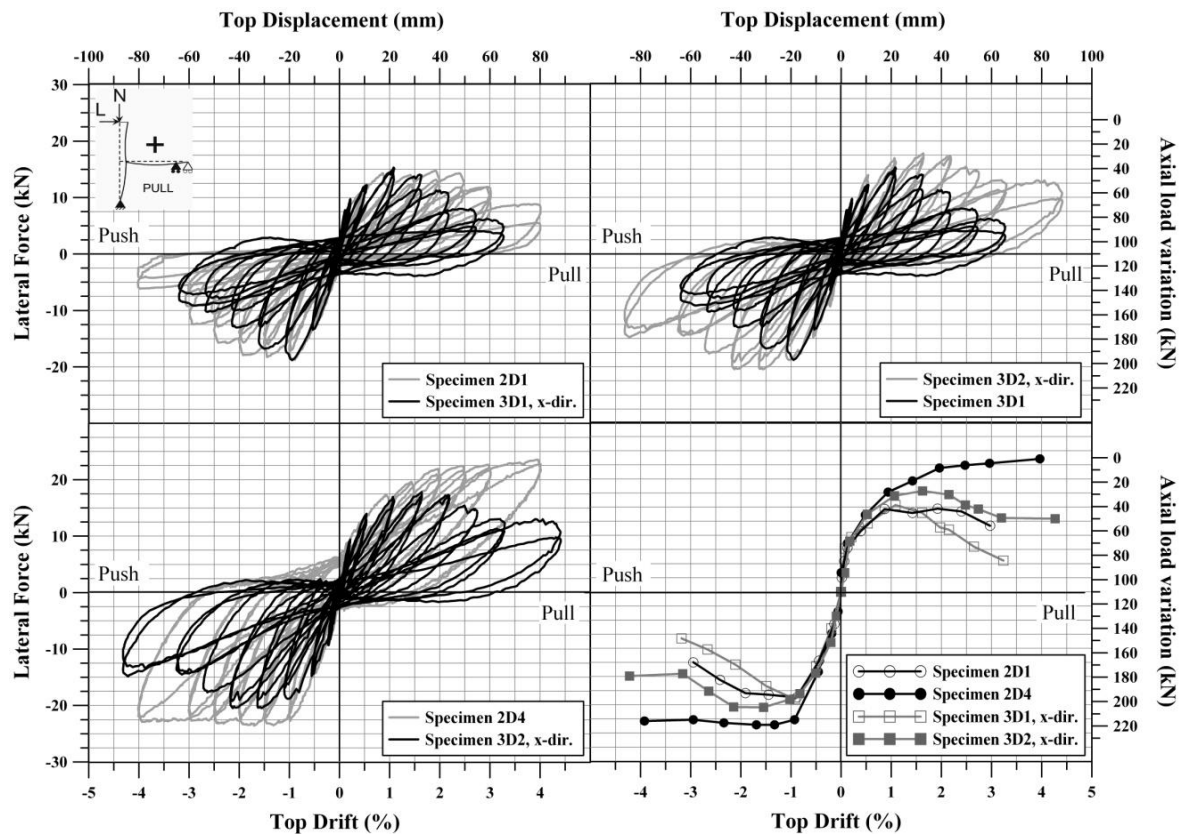 Top Displacement (mm)
Top Displacement (mm)
-100 -80 -60 -40 -20 0 20 40 60 80
-80 -60 -40 -20 0 20 40 60 80 100
30
20
10
0
-10
-20
Lateral Force (kN)
N
L
+
PULL
Push
Pull
Specimen 2D1
Specimen 3D1, x-dir.
Push
Pull
Specimen 3D2, x-dir.
Specimen 3D1
0
20
40
60
80
100
120
140
160
180
200
220
Axial load variation (kN)
20
10
0
-10
-20
-30
Lateral Force (kN)
Push
Pull
Specimen 2D4
Specimen 3D2, x-dir.
Push
Pull
Specimen 2D1
Specimen 2D4
Specimen 3D1, x-dir.
Specimen 3D2, x-dir.
0
20
40
60
80
100
120
140
160
180
200
220
Axial load variation (kN)
-5 -4 -3 -2 -1 0 1 2 3 4
-4 -3 -2 -1 0 1 2 3 4 5
Top Drift (%)
Top Drift (%)